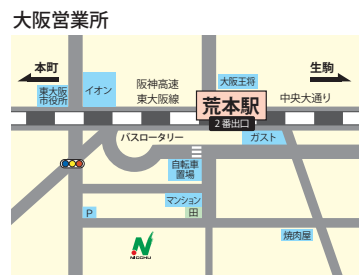 大阪営業所
本町
生駒
東大阪
市役所
イオン
阪神高速
東大阪線
大阪王将
荒本駅
2番出口
中央大通り
バスロータリー
ガスト
自転車
置場
マンション
田
P
焼肉屋
NICCHU